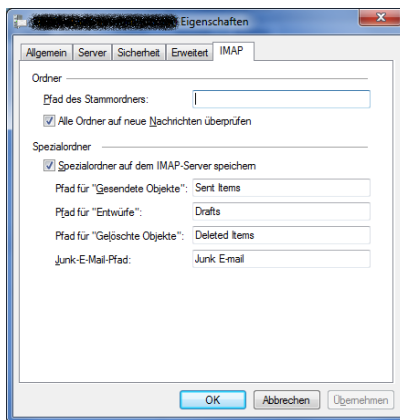 Eigenschaften
Allgemein Server Sicherheit Erweitert IMAP
Ordner
Pfad des Stammordners:
Alle Ordner auf neue Nachrichten überprüfen
Spezialordner
Spezialordner auf dem IMAP-Server speichern
Pfad für "Gesendete Objekte": Sent Items
Pfad für "Entwürfe": Drafts
Pfad für "Gelöschte Objekte": Deleted Items
Junk-E-Mail-Pfad: Junk E-mail
OK Abbrechen Übernehmen